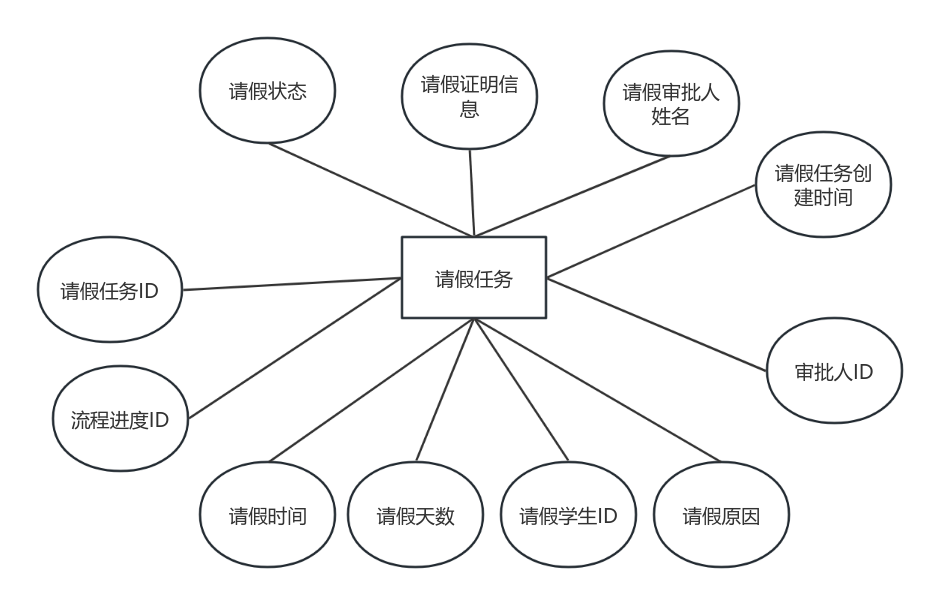 请假状态
请假证明信
息
请假审批人
姓名
请假任务创
建时间
请假任务
请假任务ID
审批人ID
流程进度ID
请假时间
请假天数
请假学生ID
请假原因